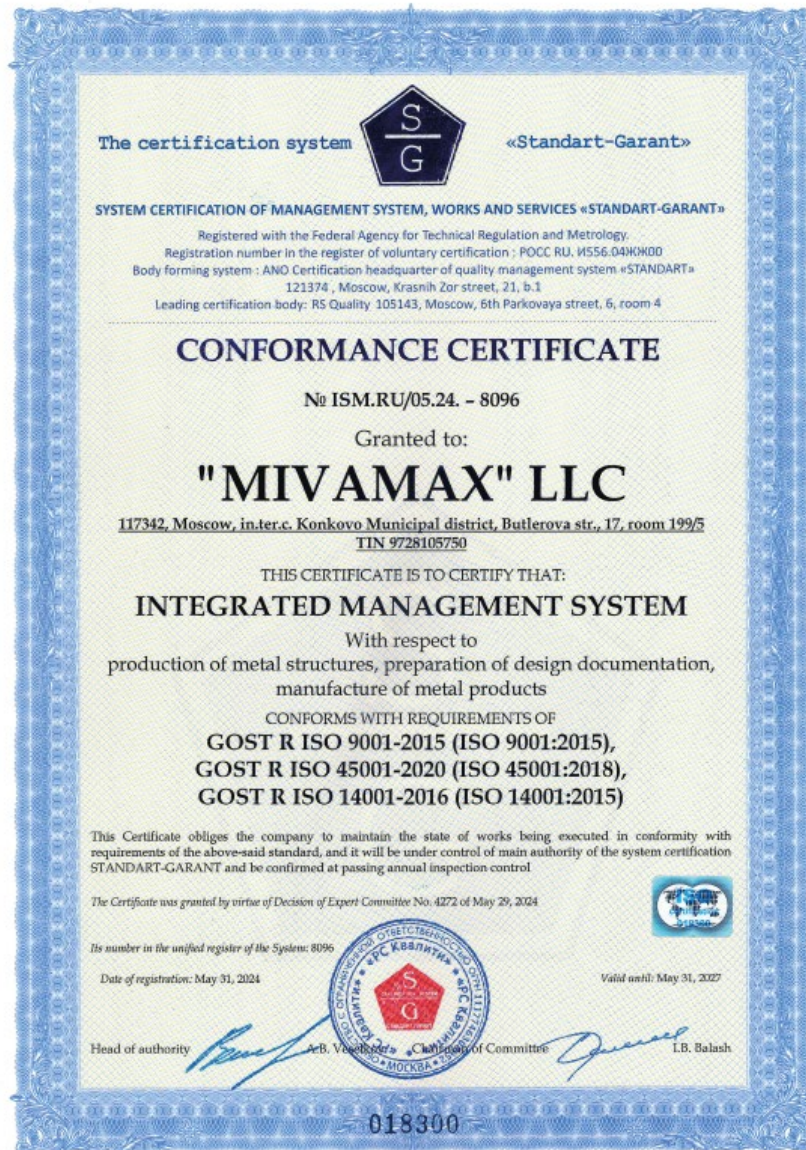 The certification system
S
G
«Standart-Garant»
SYSTEM CERTIFICATION OF MANAGEMENT SYSTEM, WORKS AND SERVICES «STANDART-GARANT»
Registered with the Federal Agency for Technical Regulation and Metrology.
Registration number in the register of voluntary certification : РОСС RU. И556.04ЖЖ00
Body forming system : ANO Certification headquarter of quality management system «STANDART»
121374 , Moscow, Krasnih Zor street, 21, b.1
Leading certification body: RS Quality 105143, Moscow, 6th Parkovaya street, 6, room 4
CONFORMANCE CERTIFICATE
№ ISM.RU/05.24. – 8096
Granted to:
"MIVAMAX" LLC
117342, Moscow, in.ter.c. Konkovo Municipal district, Butlerova str., 17, room 199/5
TIN 9728105750
THIS CERTIFICATE IS TO CERTIFY THAT:
INTEGRATED MANAGEMENT SYSTEM
With respect to
production of metal structures, preparation of design documentation,
manufacture of metal products
CONFORMS WITH REQUIREMENTS OF
GOST R ISO 9001-2015 (ISO 9001:2015),
GOST R ISO 45001-2020 (ISO 45001:2018),
GOST R ISO 14001-2016 (ISO 14001:2015)
This Certificate obliges the company to maintain the state of works being executed in conformity with
requirements of the above-said standard, and it will be under control of main authority of the system certification
STANDART-GARANT and be confirmed at passing annual inspection control
The Certificate was granted by virtue of Decision of Expert Committee No. 4272 of May 29, 2024
Its number in the unified register of the System: 8096
Date of registration: May 31, 2024
Valid until: May 31, 2027
«РС Квалити» «РС Квалити»
S
G
МОСКВА
Head of authority
A.B.
Chairman of Committee
I.B. Balash
018300